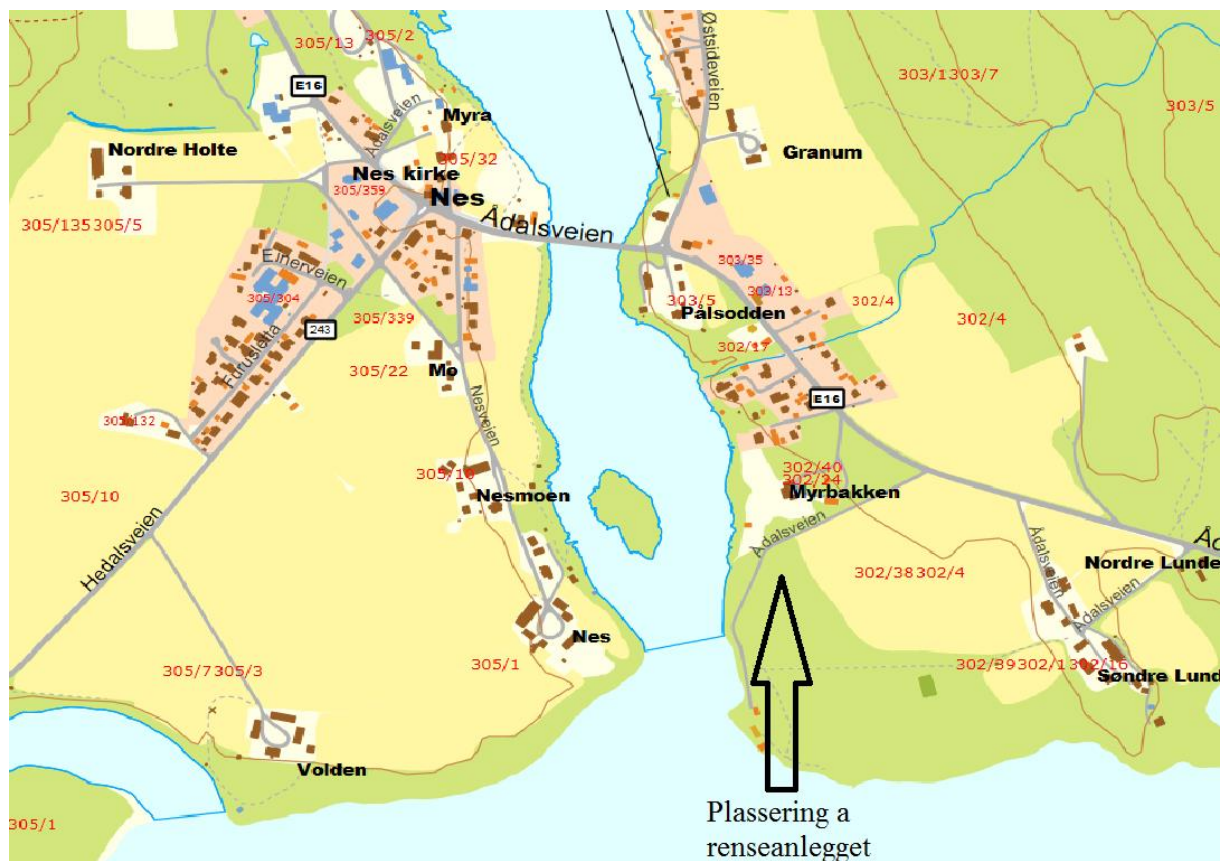 305/13
305/2
Østsideveien
303/1303/7
303/5
E16
Ådalsveien
Myra
Nordre Holte
Granum
305/32
Nes kirke
305/359
Nes
305/135305/5
Ådalsveien
Einerveien
303/35
305/304
303/13
303/5
302/4
Pålsodden
302/4
305/339
243
302/17
Furusletta
305/22
Mo
Nesveien
E16
305/132
302/40
305/10
302/24
305/10
Nesmoen
Myrbakken
Hedalsveien
Ådalsveien
Ådalsveien
Åd
Nordre Lunde
302/38302/4
Ådalsveien
Nes
305/7305/3
305/1
302/39302/1302/16
Søndre Lund
Volden
305/1
Plassering a
renseanlegget